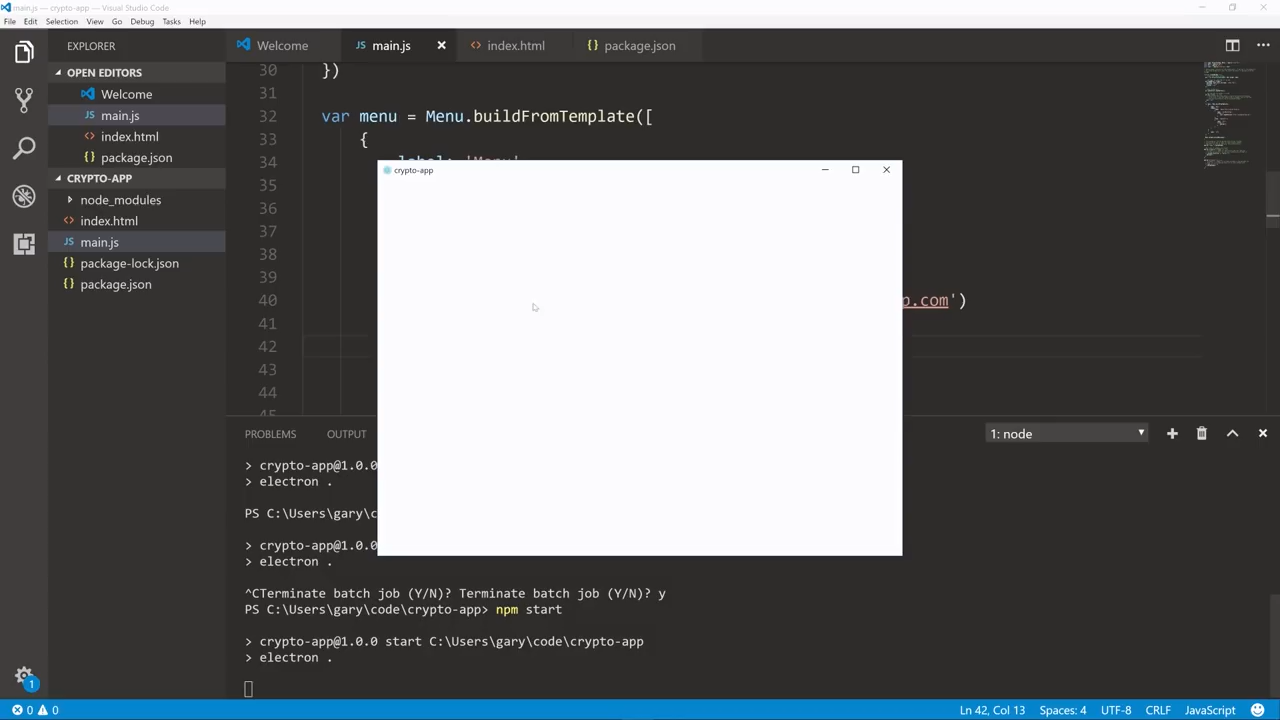 main.js — crypto-app — Visual Studio Code
File Edit Selection View Go Debug Tasks Help
EXPLORER
OPEN EDITORS
Welcome
main.js
index.html
package.json
CRYPTO-APP
node_modules
index.html
main.js
package-lock.json
package.json
1
Welcome main.js index.html package.json
30 })
31
32 var menu = Menu.buildFromTemplate([
33 {
34 label: 'Menu'
35
36
37
38
39
40 p.com')
41
42
43
44
45
crypto-app
PROBLEMS OUTPUT 1: node
> crypto-app@1.0.0
> electron .
PS C:\Users\gary\c
> crypto-app@1.0.0
> electron .
^CTerminate batch job (Y/N)? Terminate batch job (Y/N)? y
PS C:\Users\gary\code\crypto-app> npm start
> crypto-app@1.0.0 start C:\Users\gary\code\crypto-app
> electron .
0 0 Ln 42, Col 13 Spaces: 4 UTF-8 CRLF JavaScript